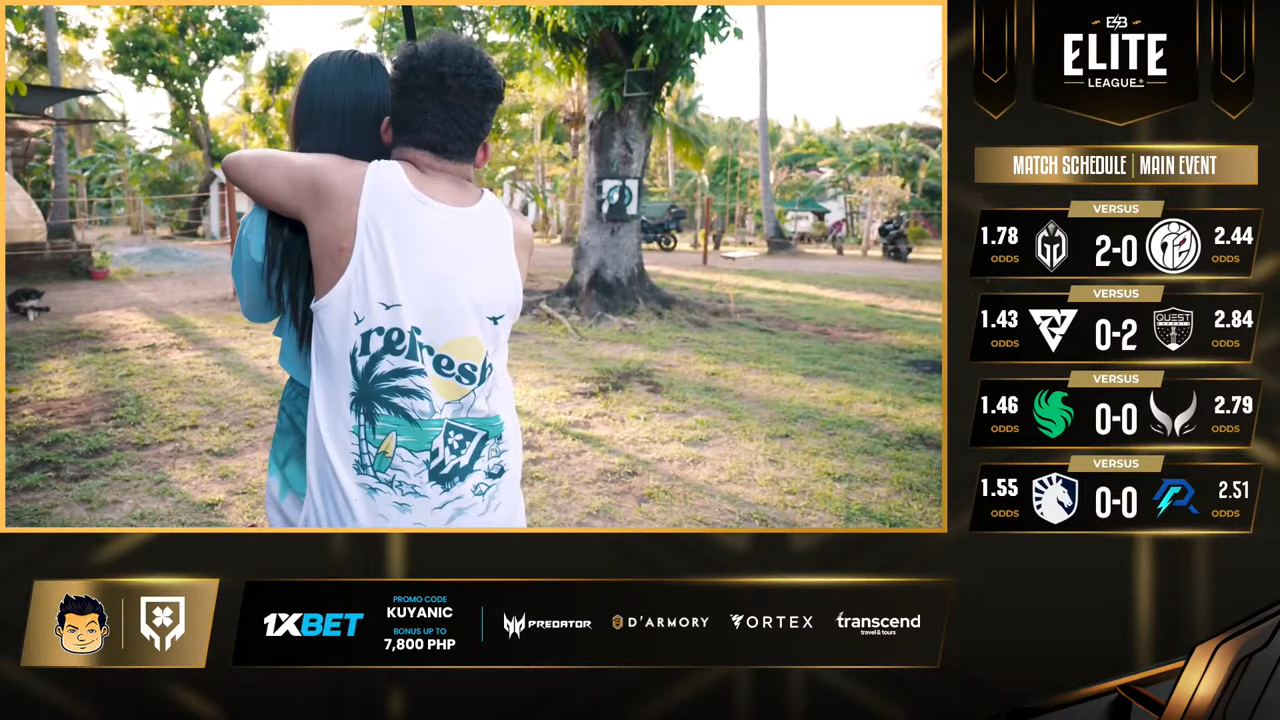 refresh
ESB
ELITE
LEAGUE
MATCH SCHEDULE | MAIN EVENT
VERSUS
1.78 ODDS 2-0 2.44 ODDS
VERSUS
1.43 ODDS 0-2 QUEST 2.84 ODDS
VERSUS
1.46 ODDS 0-0 2.79 ODDS
VERSUS
1.55 ODDS 0-0 2.51 ODDS
1XBET
PROMO CODE
KUYANIC
BONUS UP TO
7,800 PHP
PREDATOR
D'ARMORY
VORTEX
transcend
travel & tours